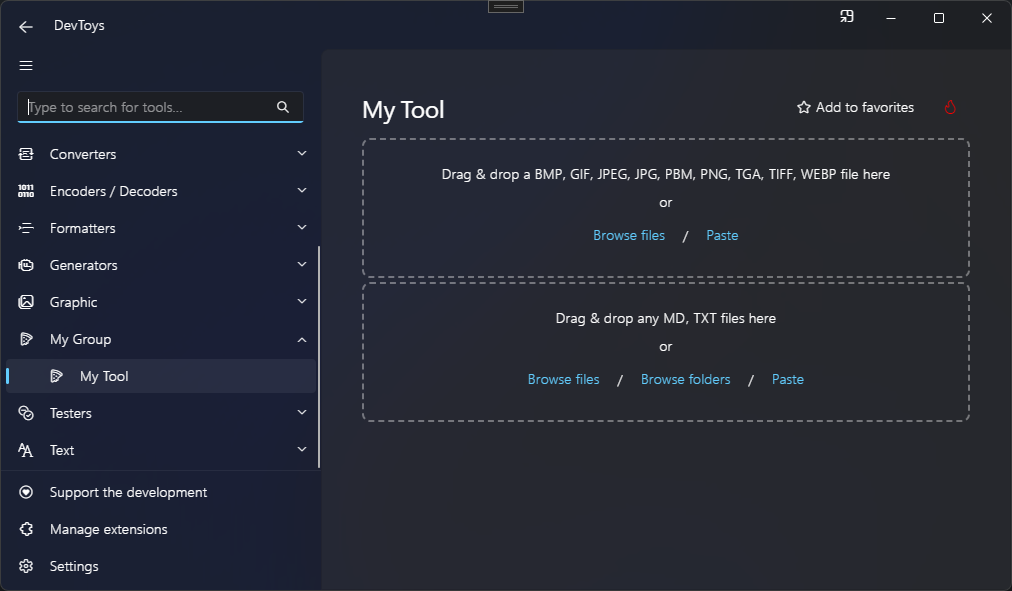 DevToys
Type to search for tools...
Converters
1011
0110
Encoders / Decoders
Formatters
Generators
Graphic
My Group
My Tool
Testers
Text
Support the development
Manage extensions
Settings
My Tool
Add to favorites
Drag & drop a BMP, GIF, JPEG, JPG, PBM, PNG, TGA, TIFF, WEBP file here
or
Browse files / Paste
Drag & drop any MD, TXT files here
or
Browse files / Browse folders / Paste